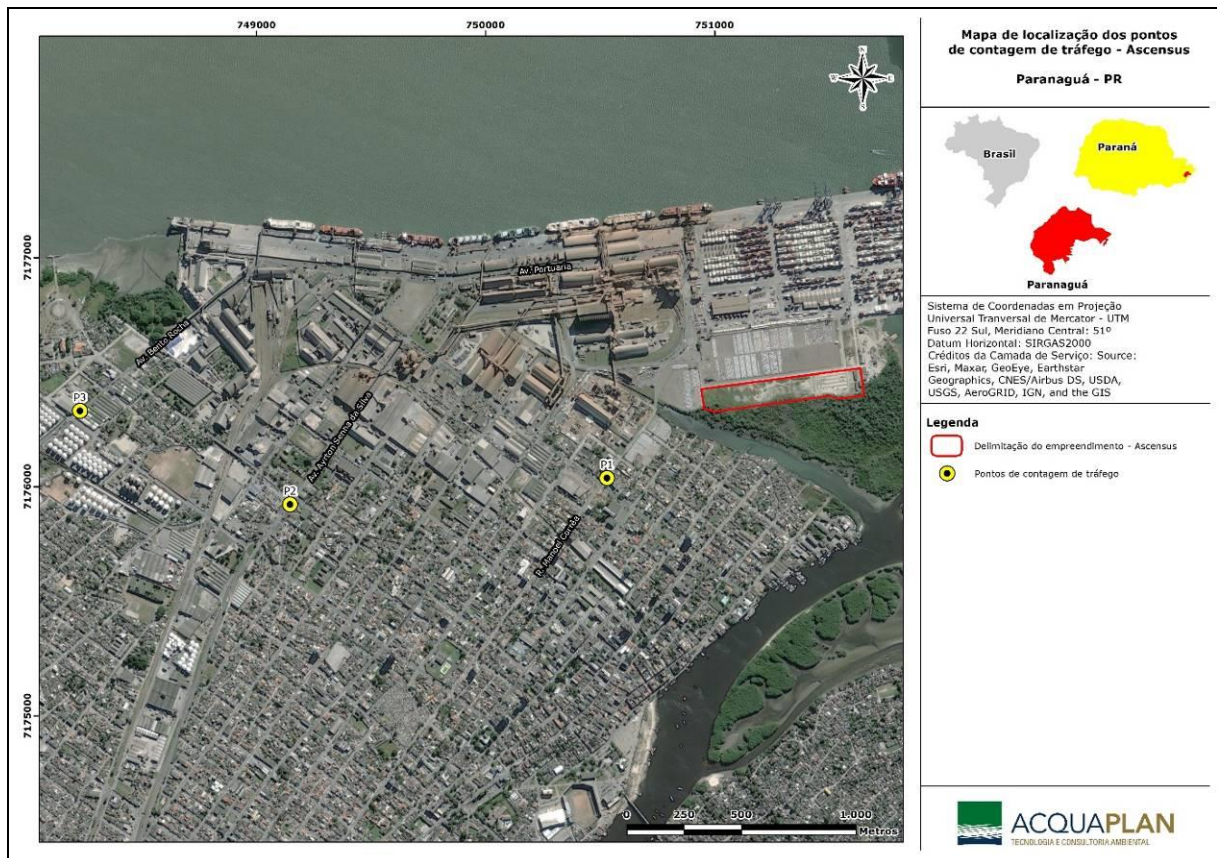 749000
750000
751000
7177000
7176000
7175000
N
S
Av. Portuária
Av. Bento Rocha
Av. Ayrton Senna da Silva
P3
P2
P1
0
250
500
1.000
Metros
Mapa de localização dos pontos
de contagem de tráfego - Ascensus
Paranaguá - PR
Brasil
Paraná
Paranaguá
Sistema de Coordenadas em Projeção
Universal Tranversal de Mercator - UTM
Fuso 22 Sul, Meridiano Central: 51º
Datum Horizontal: SIRGAS2000
Créditos da Camada de Serviço: Source:
Esri, Maxar, GeoEye, Earthstar
Geographics, CNES/Airbus DS, USDA,
USGS, AeroGRID, IGN, and the GIS
Legenda
Delimitação do empreendimento - Ascensus
Pontos de contagem de tráfego
ACQUAPLAN
TECNOLOGIA E CONSULTORIA AMBIENTAL